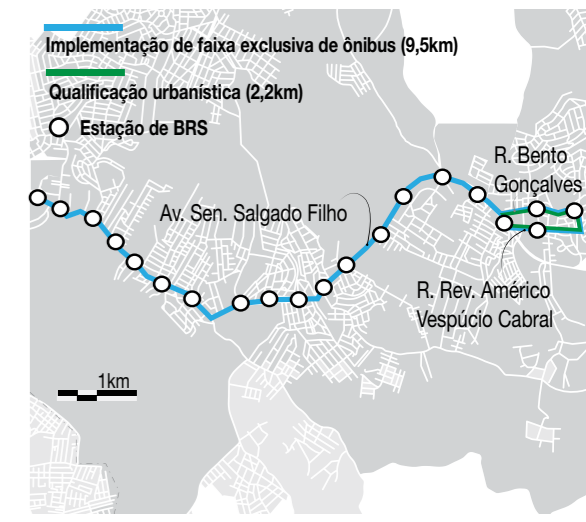 Implementação de faixa exclusiva de ônibus (9,5km)
Qualificação urbanística (2,2km)
Estação de BRS
R. Bento
Gonçalves
Av. Sen. Salgado Filho
R. Rev. Américo
Vespúcio Cabral
1km